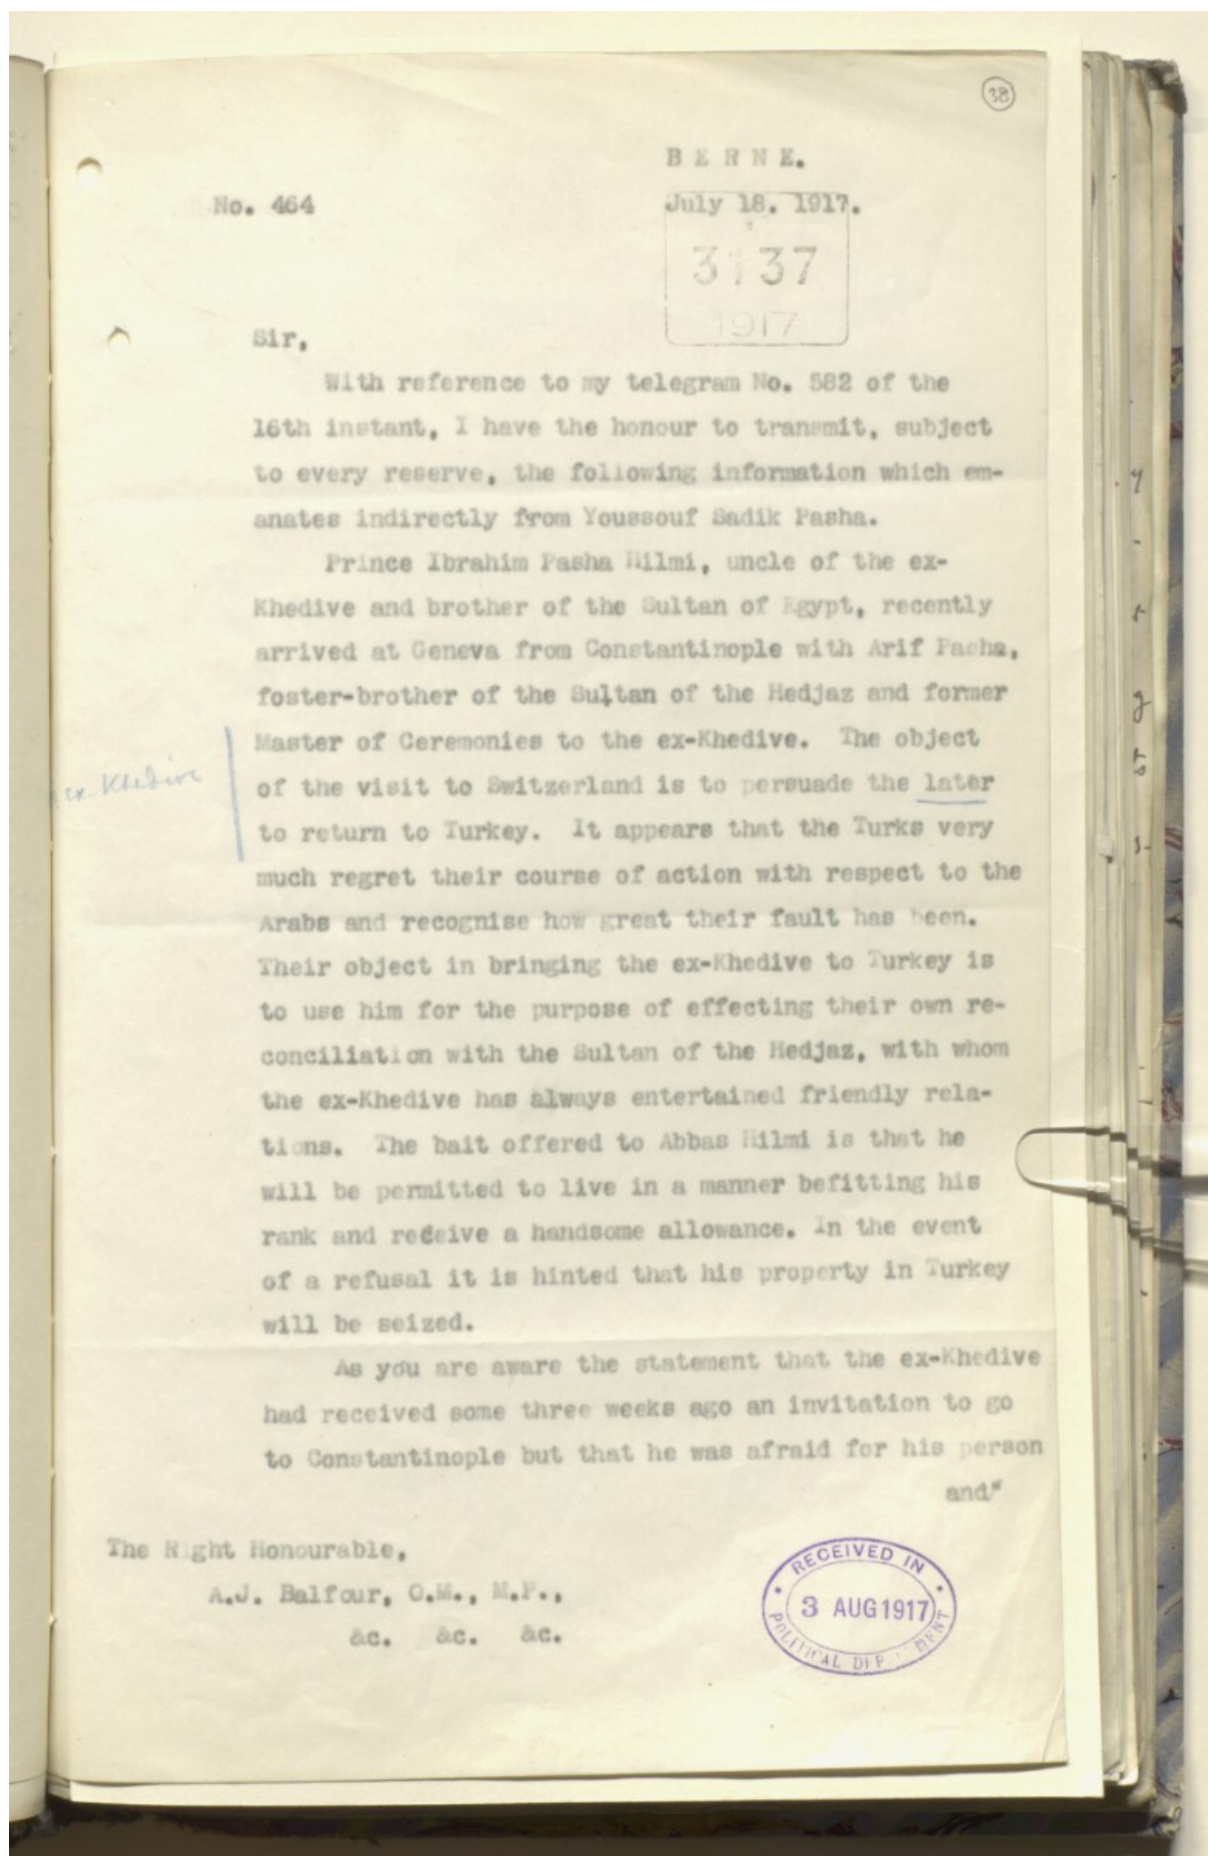 38
BERNE.
No. 464
July 18. 1917.
3137
1917
Sir,
With reference to my telegram No. 582 of the
16th instant, I have the honour to transmit, subject
to every reserve, the following information which em-
anates indirectly from Youssouf Sadik Pasha.
Prince Ibrahim Pasha Hilmi, uncle of the ex-
Khedive and brother of the Sultan of Egypt, recently
arrived at Geneva from Constantinople with Arif Pasha,
foster-brother of the Sultan of the Hedjaz and former
Master of Ceremonies to the ex-Khedive. The object
ex-Khedive
of the visit to Switzerland is to persuade the later
to return to Turkey. It appears that the Turks very
much regret their course of action with respect to the
Arabs and recognise how great their fault has been.
Their object in bringing the ex-Khedive to Turkey is
to use him for the purpose of effecting their own re-
conciliation with the Sultan of the Hedjaz, with whom
the ex-Khedive has always entertained friendly rela-
tions. The bait offered to Abbas Hilmi is that he
will be permitted to live in a manner befitting his
rank and receive a handsome allowance. In the event
of a refusal it is hinted that his property in Turkey
will be seized.
As you are aware the statement that the ex-Khedive
had received some three weeks ago an invitation to go
to Constantinople but that he was afraid for his person
and"
The Right Honourable,
A.J. Balfour, O.M., M.P.,
&c. &c. &c.
RECEIVED IN
3 AUG 1917
POLITICAL DEPARTMENT